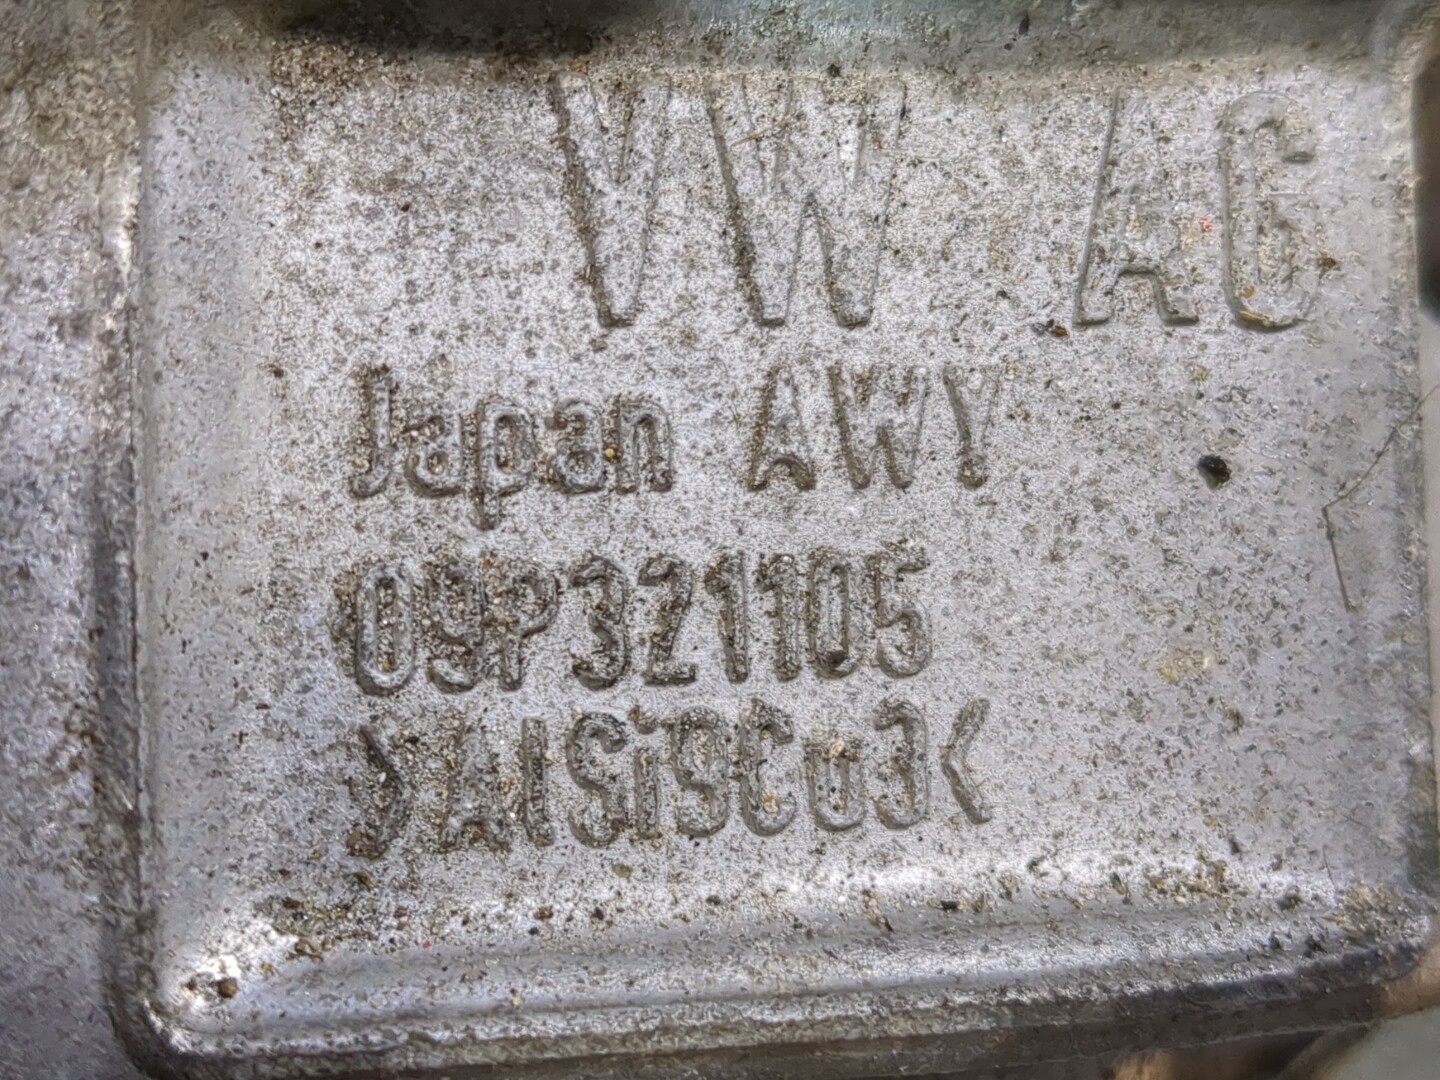 VW AG
Japan AWY
09P321105
>AlSi9Cu3<